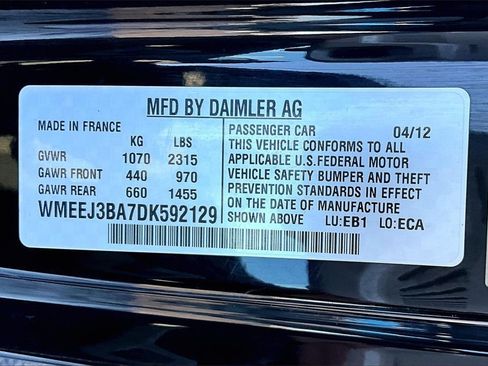 MFD BY DAIMLER AG
MADE IN FRANCE
KG LBS
GVWR 1070 2315
GAWR FRONT 440 970
GAWR REAR 660 1455
WMEEJ3BA7DK592129
PASSENGER CAR 04/12
THIS VEHICLE CONFORMS TO ALL
APPLICABLE U.S.FEDERAL MOTOR
VEHICLE SAFETY BUMPER AND THEFT
PREVENTION STANDARDS IN EFFECT
ON THE DATE OF MANUFACTURE
SHOWN ABOVE LU:EB1 LO:ECA